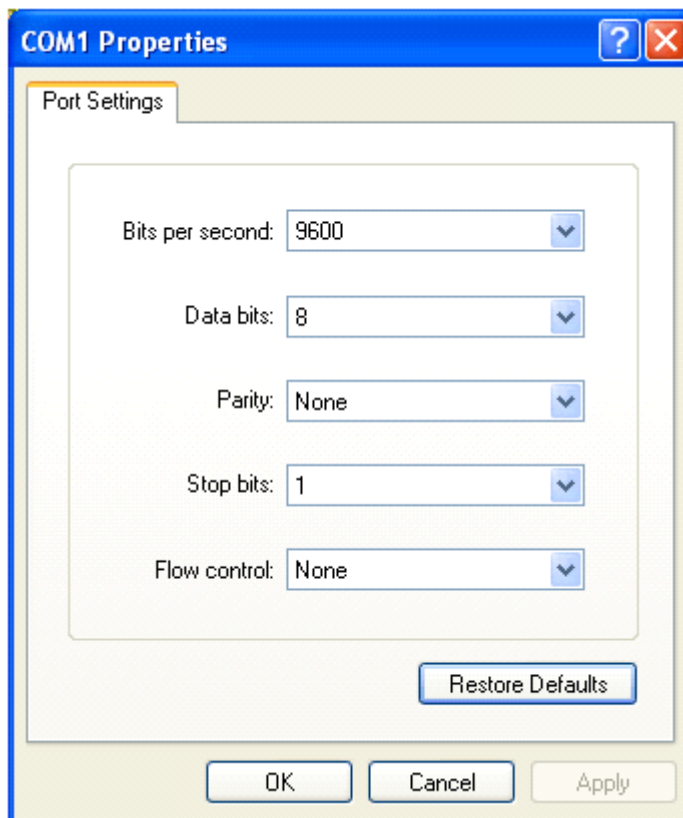 COM1 Properties
Port Settings
Bits per second: 9600
Data bits: 8
Parity: None
Stop bits: 1
Flow control: None
Restore Defaults
OK Cancel Apply